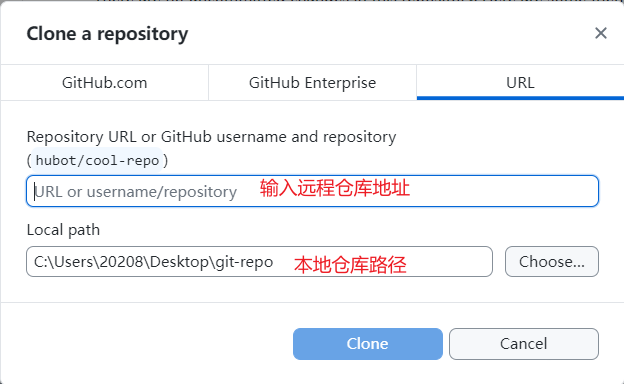 Clone a repository
GitHub.com
GitHub Enterprise
URL
Repository URL or GitHub username and repository
(hubot/cool-repo)
URL or username/repository 输入远程仓库地址
Local path
C:\Users\20208\Desktop\git-repo 本地仓库路径 Choose...
Clone
Cancel